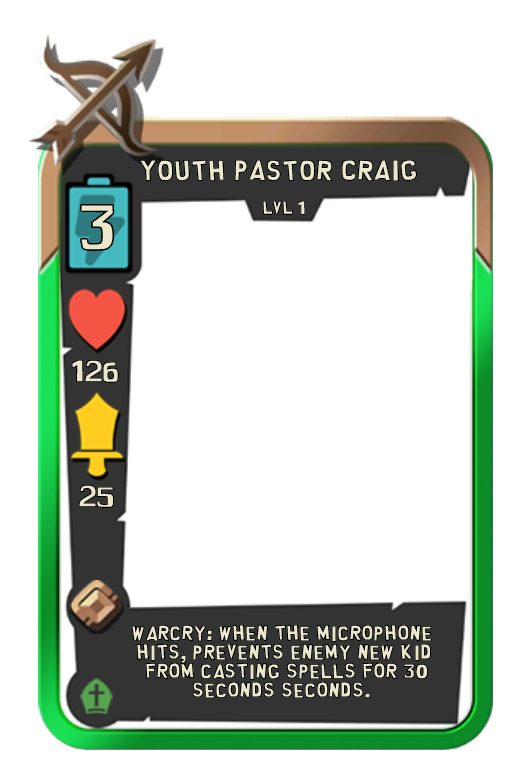 YOUTH PASTOR CRAIG
LVL 1
3
126
25
WARCRY: WHEN THE MICROPHONE
HITS, PREVENTS ENEMY NEW KID
FROM CASTING SPELLS FOR 30
SECONDS SECONDS.